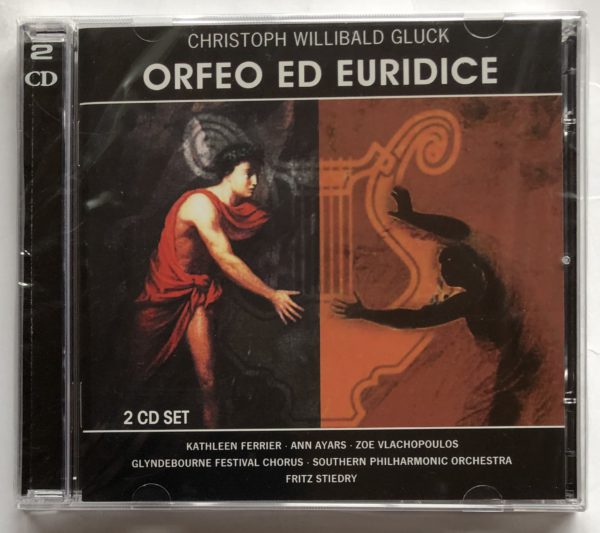 2
CD
CHRISTOPH WILLIBALD GLUCK
ORFEO ED EURIDICE
2 CD SET
KATHLEEN FERRIER · ANN AYARS · ZOE VLACHOPOULOS
GLYNDEBOURNE FESTIVAL CHORUS · SOUTHERN PHILHARMONIC ORCHESTRA
FRITZ STIEDRY